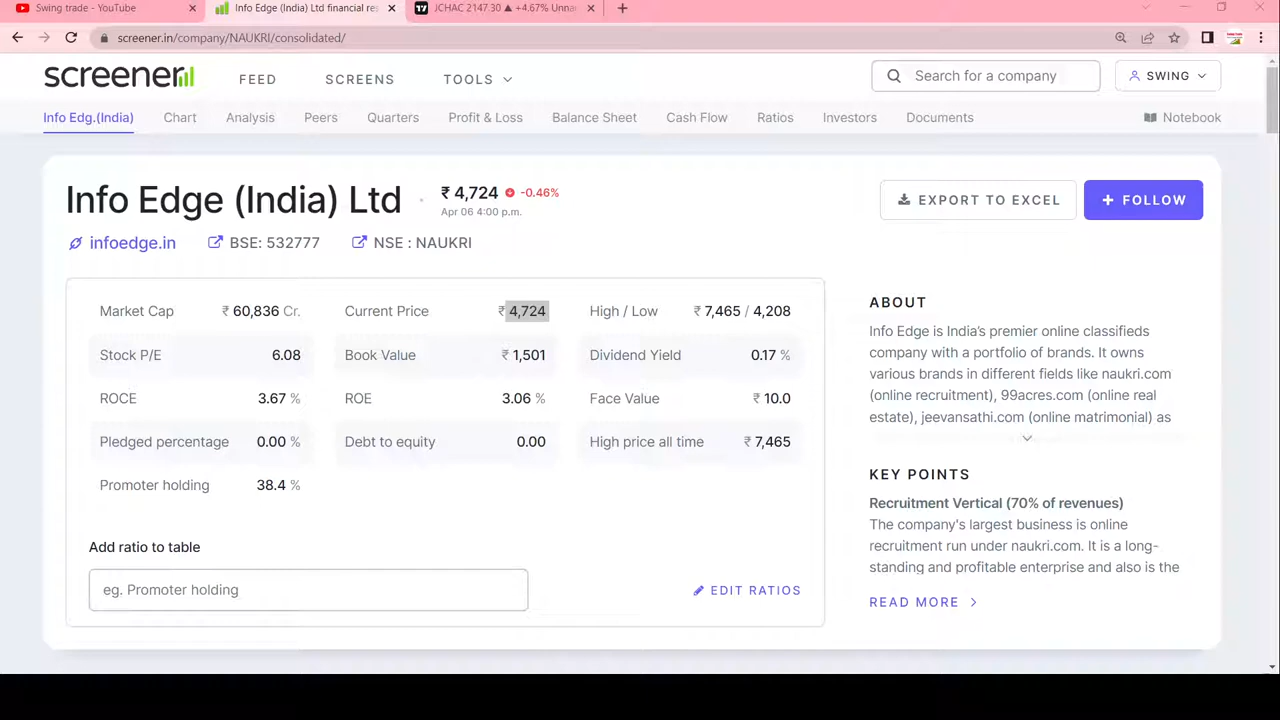 Swing trade - YouTube
Info Edge (India) Ltd financial re
JCHAC 2147.30 ▲ +4.67% Unna
screener.in/company/NAUKRI/consolidated/
screener
FEED
SCREENS
TOOLS
Search for a company
SWING
Info Edg.(India)
Chart
Analysis
Peers
Quarters
Profit & Loss
Balance Sheet
Cash Flow
Ratios
Investors
Documents
Notebook
Info Edge (India) Ltd
₹ 4,724 -0.46%
Apr 06 4:00 p.m.
EXPORT TO EXCEL
+ FOLLOW
infoedge.in
BSE: 532777
NSE : NAUKRI
Market Cap ₹ 60,836 Cr.
Current Price ₹ 4,724
High / Low ₹ 7,465 / 4,208
Stock P/E 6.08
Book Value ₹ 1,501
Dividend Yield 0.17 %
ROCE 3.67 %
ROE 3.06 %
Face Value ₹ 10.0
Pledged percentage 0.00 %
Debt to equity 0.00
High price all time ₹ 7,465
Promoter holding 38.4 %
Add ratio to table
eg. Promoter holding
EDIT RATIOS
ABOUT
Info Edge is India's premier online classifieds
company with a portfolio of brands. It owns
various brands in different fields like naukri.com
(online recruitment), 99acres.com (online real
estate), jeevansathi.com (online matrimonial) as
KEY POINTS
Recruitment Vertical (70% of revenues)
The company's largest business is online
recruitment run under naukri.com. It is a long-
standing and profitable enterprise and also is the
READ MORE